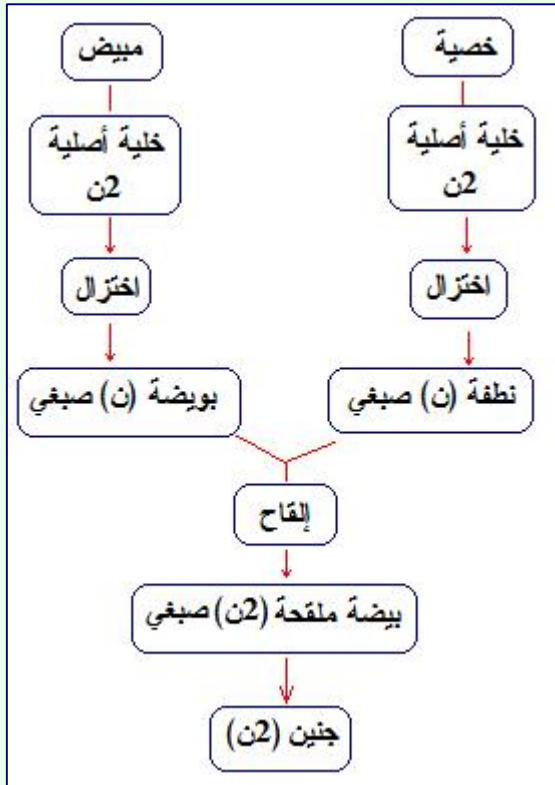 خصية
مبيض
خلية أصلية
2ن
خلية أصلية
2ن
اختزال
اختزال
نطفة (ن) صبغي
بويضة (ن) صبغي
إلقاح
بيضة ملقحة (2ن) صبغي
جنين (2ن)